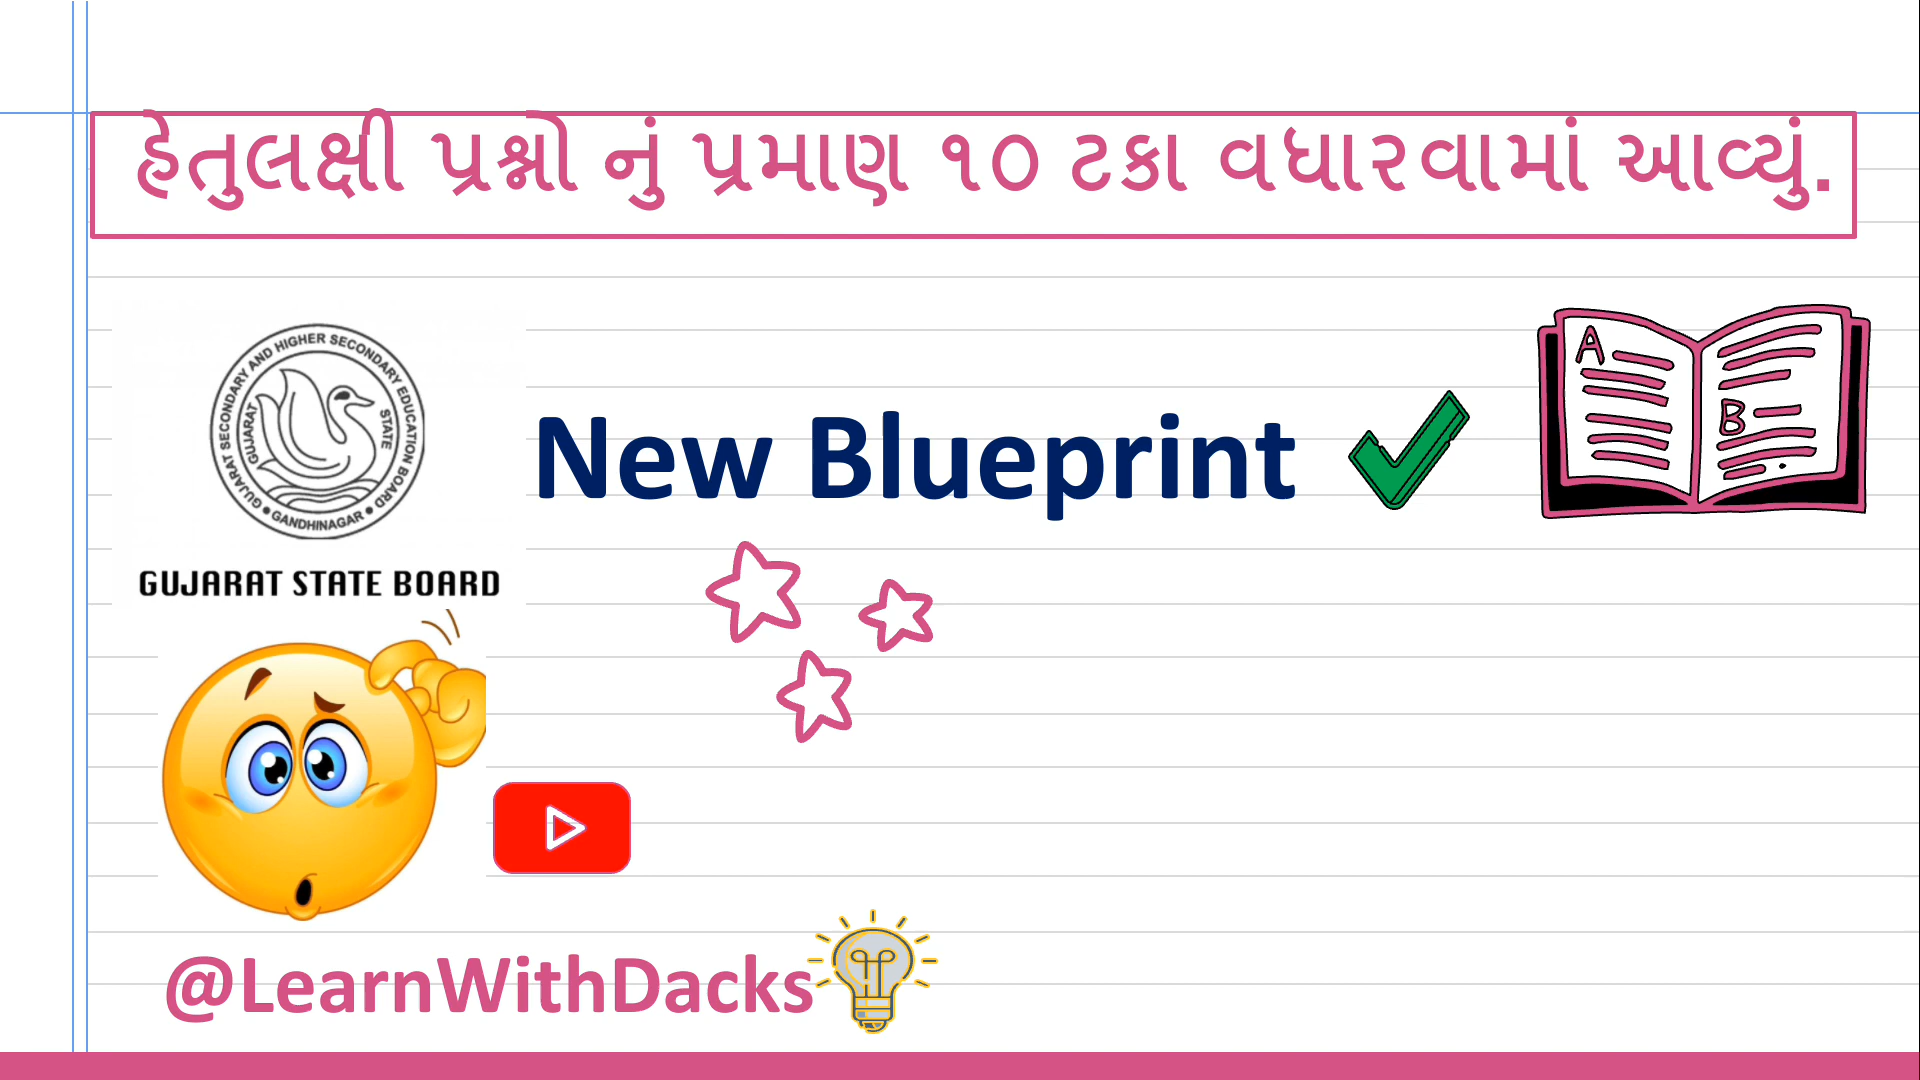 હેતુલક્ષી પ્રશ્નો નું પ્રમાણ ૧૦ ટકા વધારવામાં આવ્યું.
GUJARAT SECONDARY AND HIGHER SECONDARY EDUCATION BOARD
GUJARAT STATE
• GANDHINAGAR •
GUJARAT STATE BOARD
New Blueprint
A
B
@LearnWithDacks